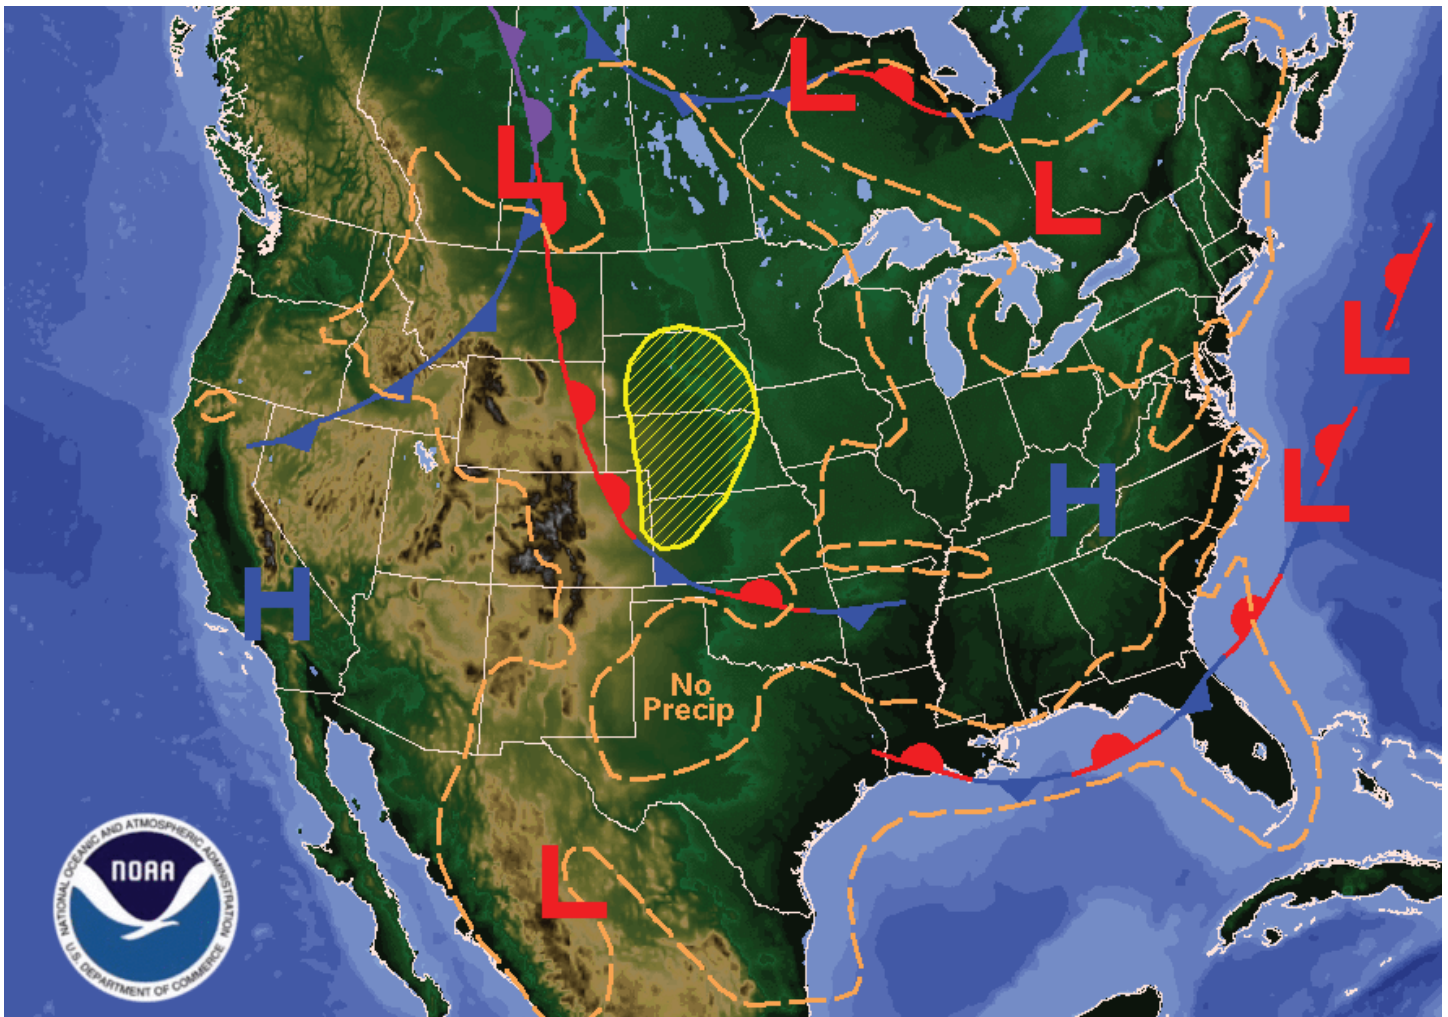 L
L
L
L
H
L
H
No
Precip
L
NATIONAL OCEANIC AND ATMOSPHERIC ADMINISTRATION
NOAA
U.S. DEPARTMENT OF COMMERCE